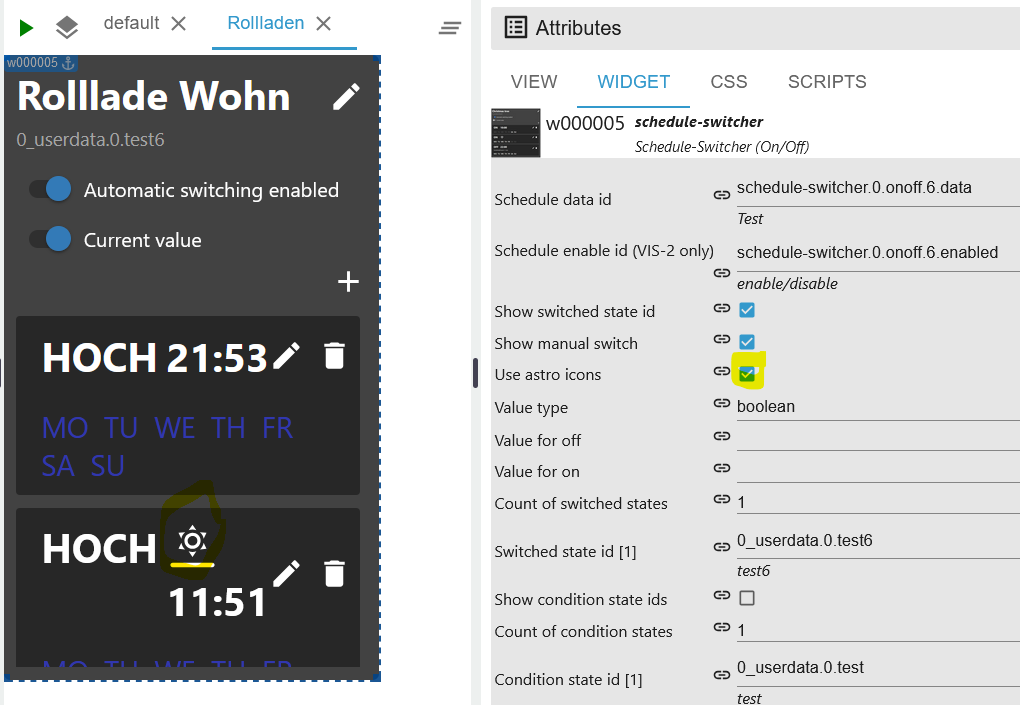 default
Rollladen
w000005
Rolllade Wohn
0_userdata.0.test6
Automatic switching enabled
Current value
HOCH 21:53
MO TU WE TH FR
SA SU
HOCH
11:51
MO TU WE TH FR
Attributes
VIEW WIDGET CSS SCRIPTS
w000005 schedule-switcher
Schedule-Switcher (On/Off)
Schedule data id schedule-switcher.0.onoff.6.data
Test
Schedule enable id (VIS-2 only) schedule-switcher.0.onoff.6.enabled
enable/disable
Show switched state id
Show manual switch
Use astro icons
Value type boolean
Value for off
Value for on
Count of switched states 1
Switched state id [1] 0_userdata.0.test6
test6
Show condition state ids
Count of condition states 1
Condition state id [1] 0_userdata.0.test
test